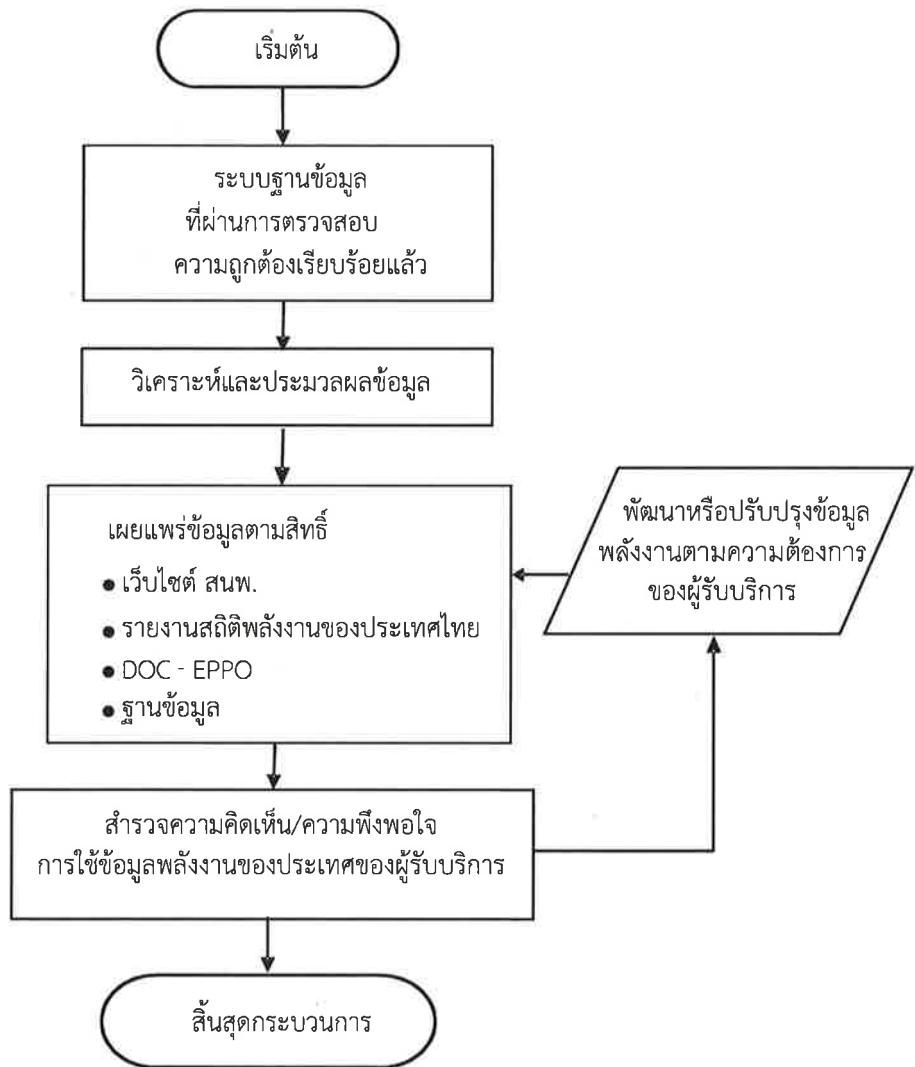 เริ่มต้น
ระบบฐานข้อมูล
ที่ผ่านการตรวจสอบ
ความถูกต้องเรียบร้อยแล้ว
วิเคราะห์และประมวลผลข้อมูล
เผยแพร่ข้อมูลตามสิทธิ์
● เว็บไซต์ สนพ.
● รายงานสถิติพลังงานของประเทศไทย
● DOC - EPPO
● ฐานข้อมูล
พัฒนาหรือปรับปรุงข้อมูล
พลังงานตามความต้องการ
ของผู้รับบริการ
สำรวจความคิดเห็น/ความพึงพอใจ
การใช้ข้อมูลพลังงานของประเทศของผู้รับบริการ
สิ้นสุดกระบวนการ